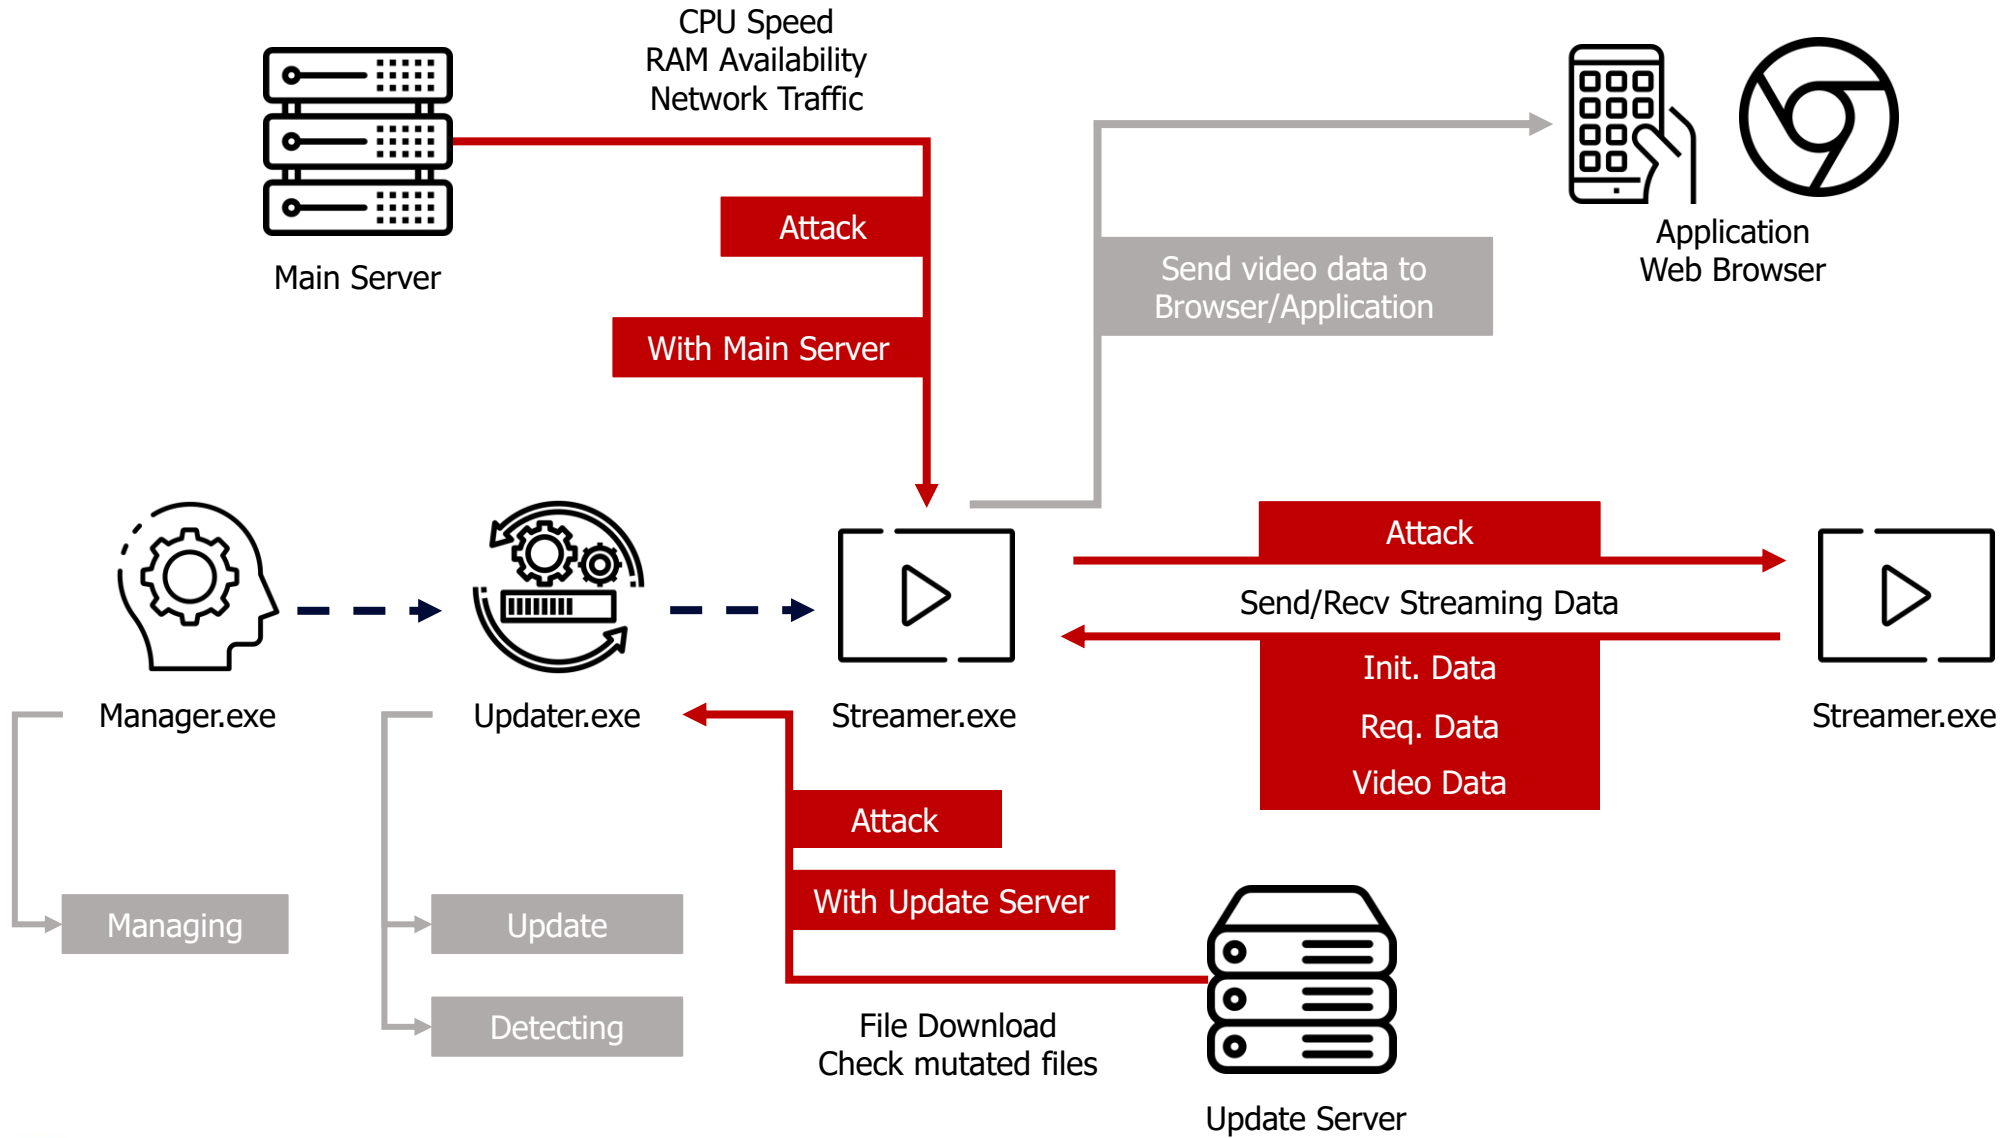 CPU Speed
RAM Availability
Network Traffic
Main Server
Attack
With Main Server
Send video data to
Browser/Application
Application
Web Browser
Attack
Send/Recv Streaming Data
Init. Data
Req. Data
Video Data
Manager.exe
Updater.exe
Streamer.exe
Streamer.exe
Attack
With Update Server
Managing
Update
Detecting
File Download
Check mutated files
Update Server